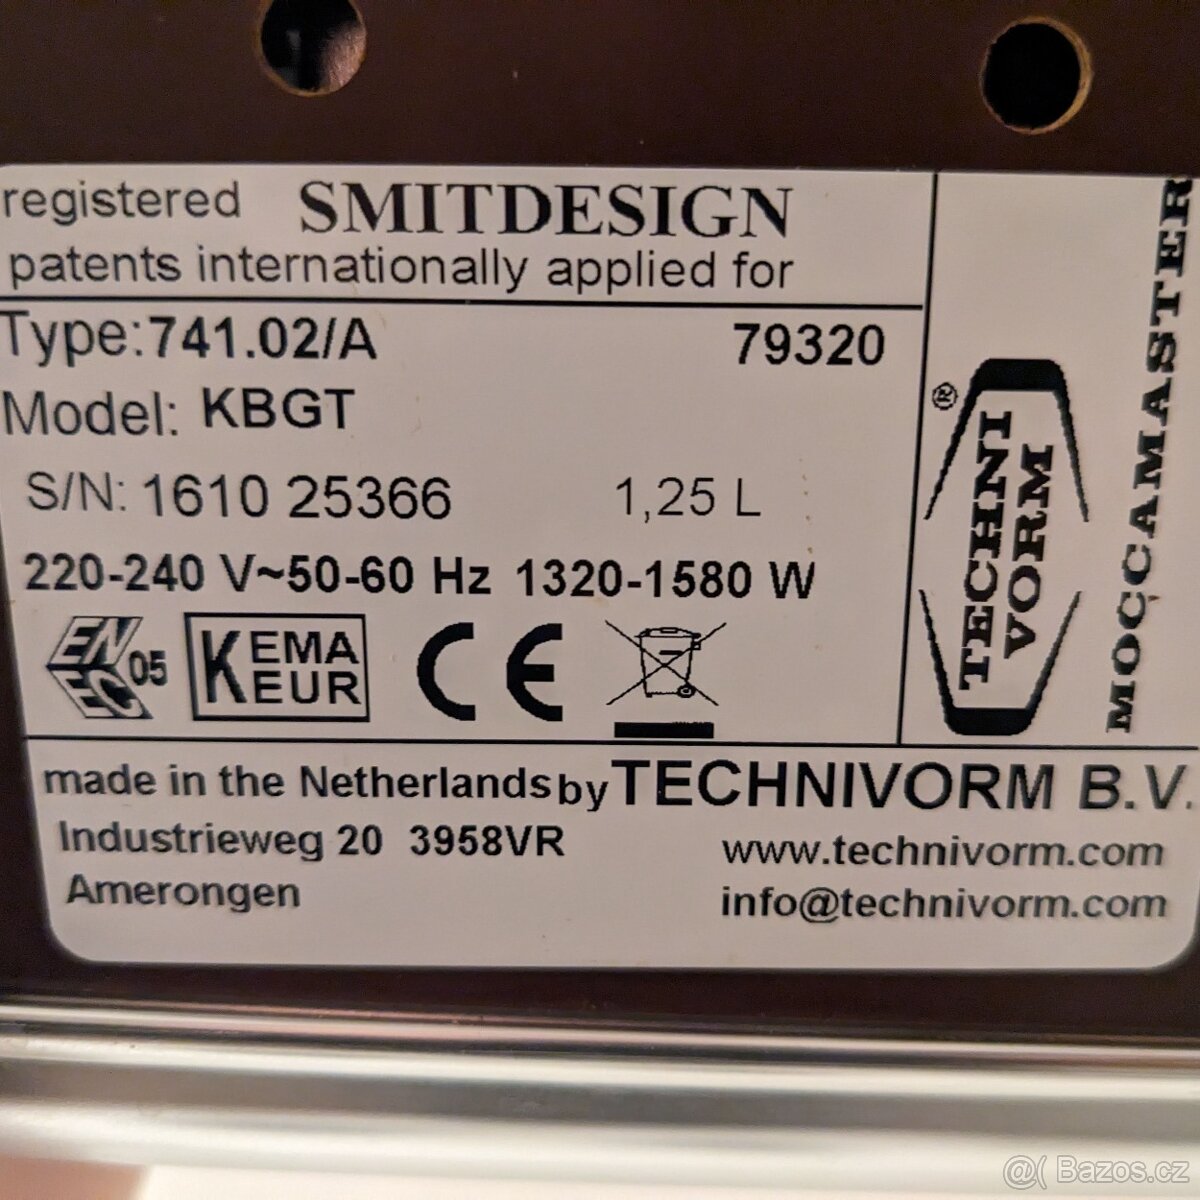 registered SMITDESIGN
patents internationally applied for
Type:741.02/A 79320
Model: KBGT
S/N: 1610 25366 1,25 L
220-240 V~50-60 Hz 1320-1580 W
ENEC 05 KEMA EUR CE
® TECHNI
VORM
MOCCAMASTER
made in the Netherlands by TECHNIVORM B.V.
Industrieweg 20 3958VR
Amerongen
www.technivorm.com
info@technivorm.com
@( Bazos.cz